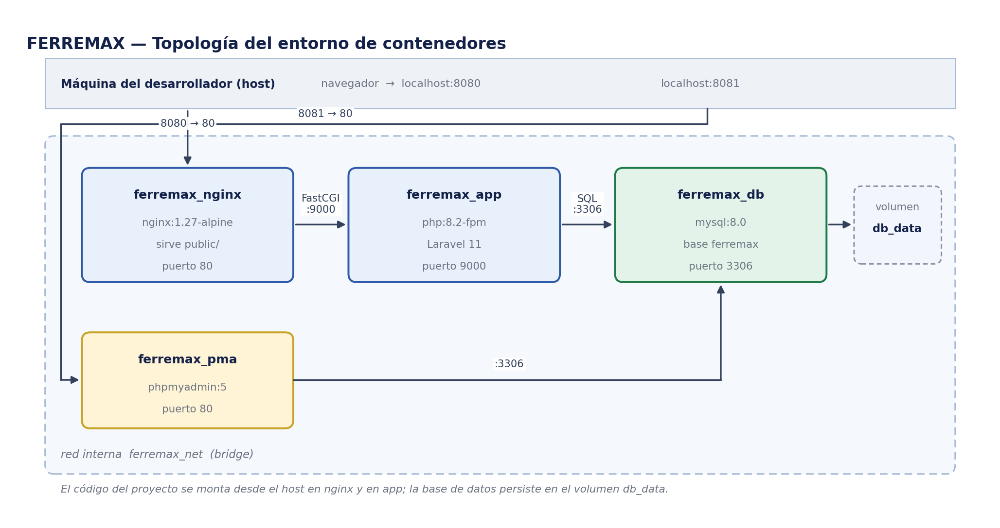 FERREMAX — Topología del entorno de contenedores
Máquina del desarrollador (host)
navegador → localhost:8080
localhost:8081
8081 → 80
8080 → 80
ferremax_nginx
nginx:1.27-alpine
sirve public/
puerto 80
FastCGI
:9000
ferremax_app
php:8.2-fpm
Laravel 11
puerto 9000
SQL
:3306
ferremax_db
mysql:8.0
base ferremax
puerto 3306
volumen
db_data
ferremax_pma
phpmyadmin:5
puerto 80
:3306
red interna ferremax_net (bridge)
El código del proyecto se monta desde el host en nginx y en app; la base de datos persiste en el volumen db_data.